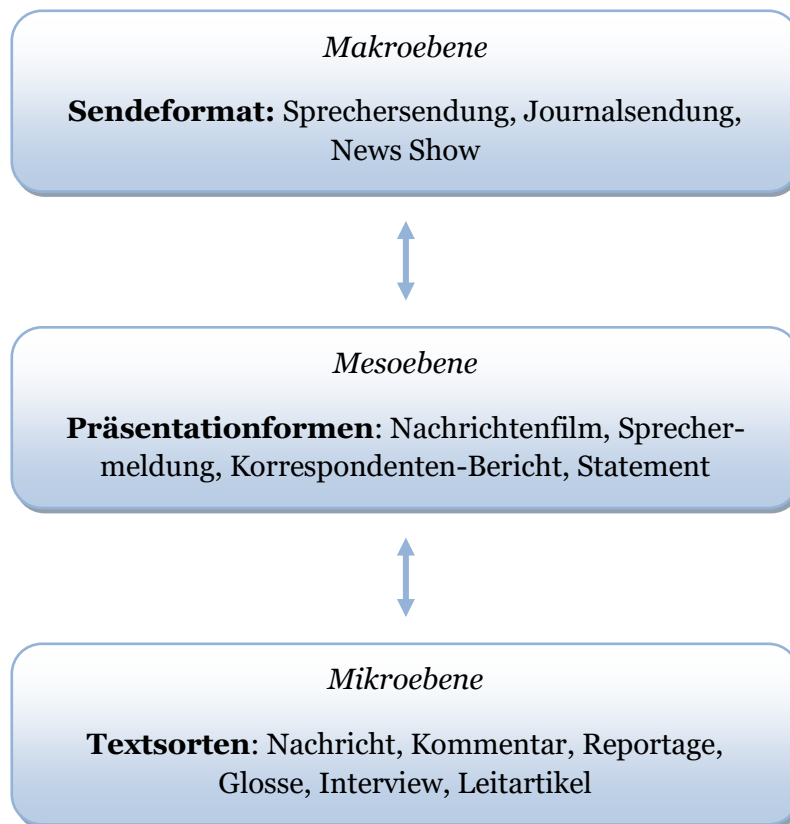 Makroebene
Sendeformat: Sprechersendung, Journalsendung,
News Show
Mesoebene
Präsentationformen: Nachrichtenfilm, Sprecher-
meldung, Korrespondenten-Bericht, Statement
Mikroebene
Textsorten: Nachricht, Kommentar, Reportage,
Glosse, Interview, Leitartikel